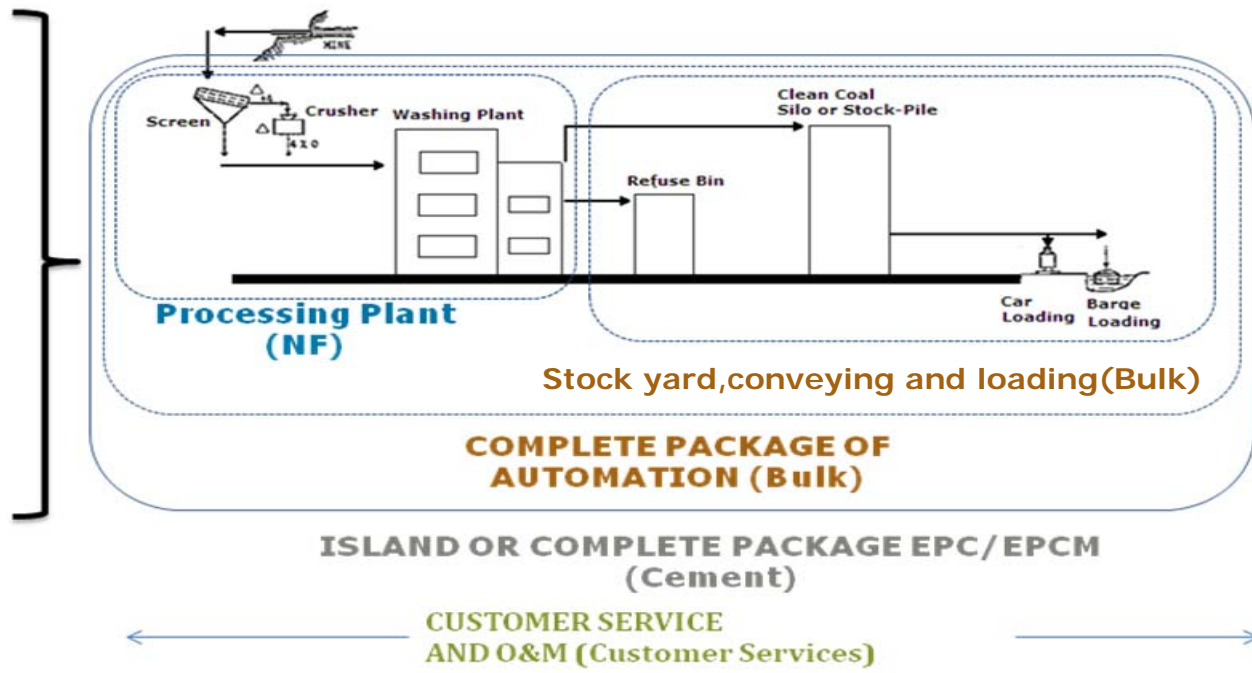 MINE
Screen
Crusher
4 X 0
Washing Plant
Clean Coal
Silo or Stock-Pile
Refuse Bin
Car
Loading
Barge
Loading
Processing Plant
(NF)
Stock yard,conveying and loading(Bulk)
COMPLETE PACKAGE OF
AUTOMATION (Bulk)
ISLAND OR COMPLETE PACKAGE EPC/EPCM
(Cement)
CUSTOMER SERVICE
AND O&M (Customer Services)